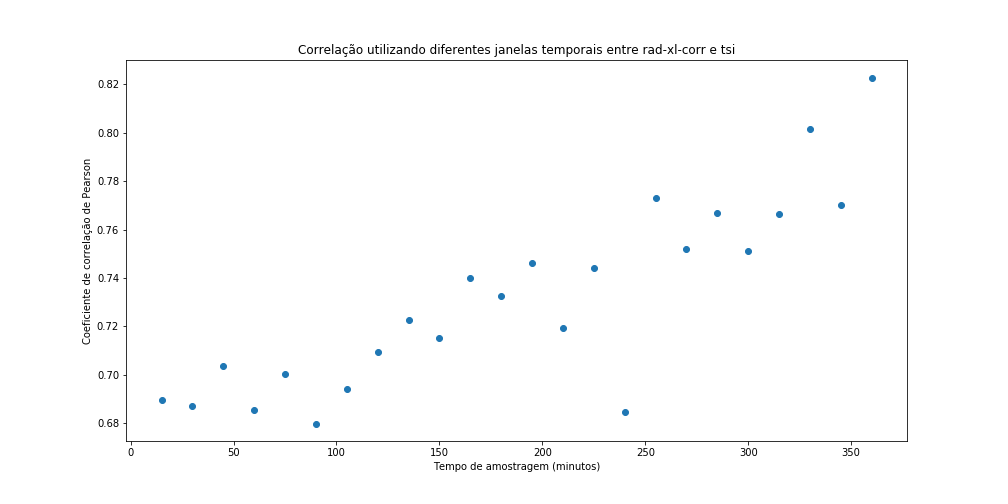 Correlação utilizando diferentes janelas temporais entre rad-xl-corr e tsi
Coeficiente de correlação de Pearson
0.82
0.80
0.78
0.76
0.74
0.72
0.70
0.68
0 50 100 150 200 250 300 350
Tempo de amostragem (minutos)